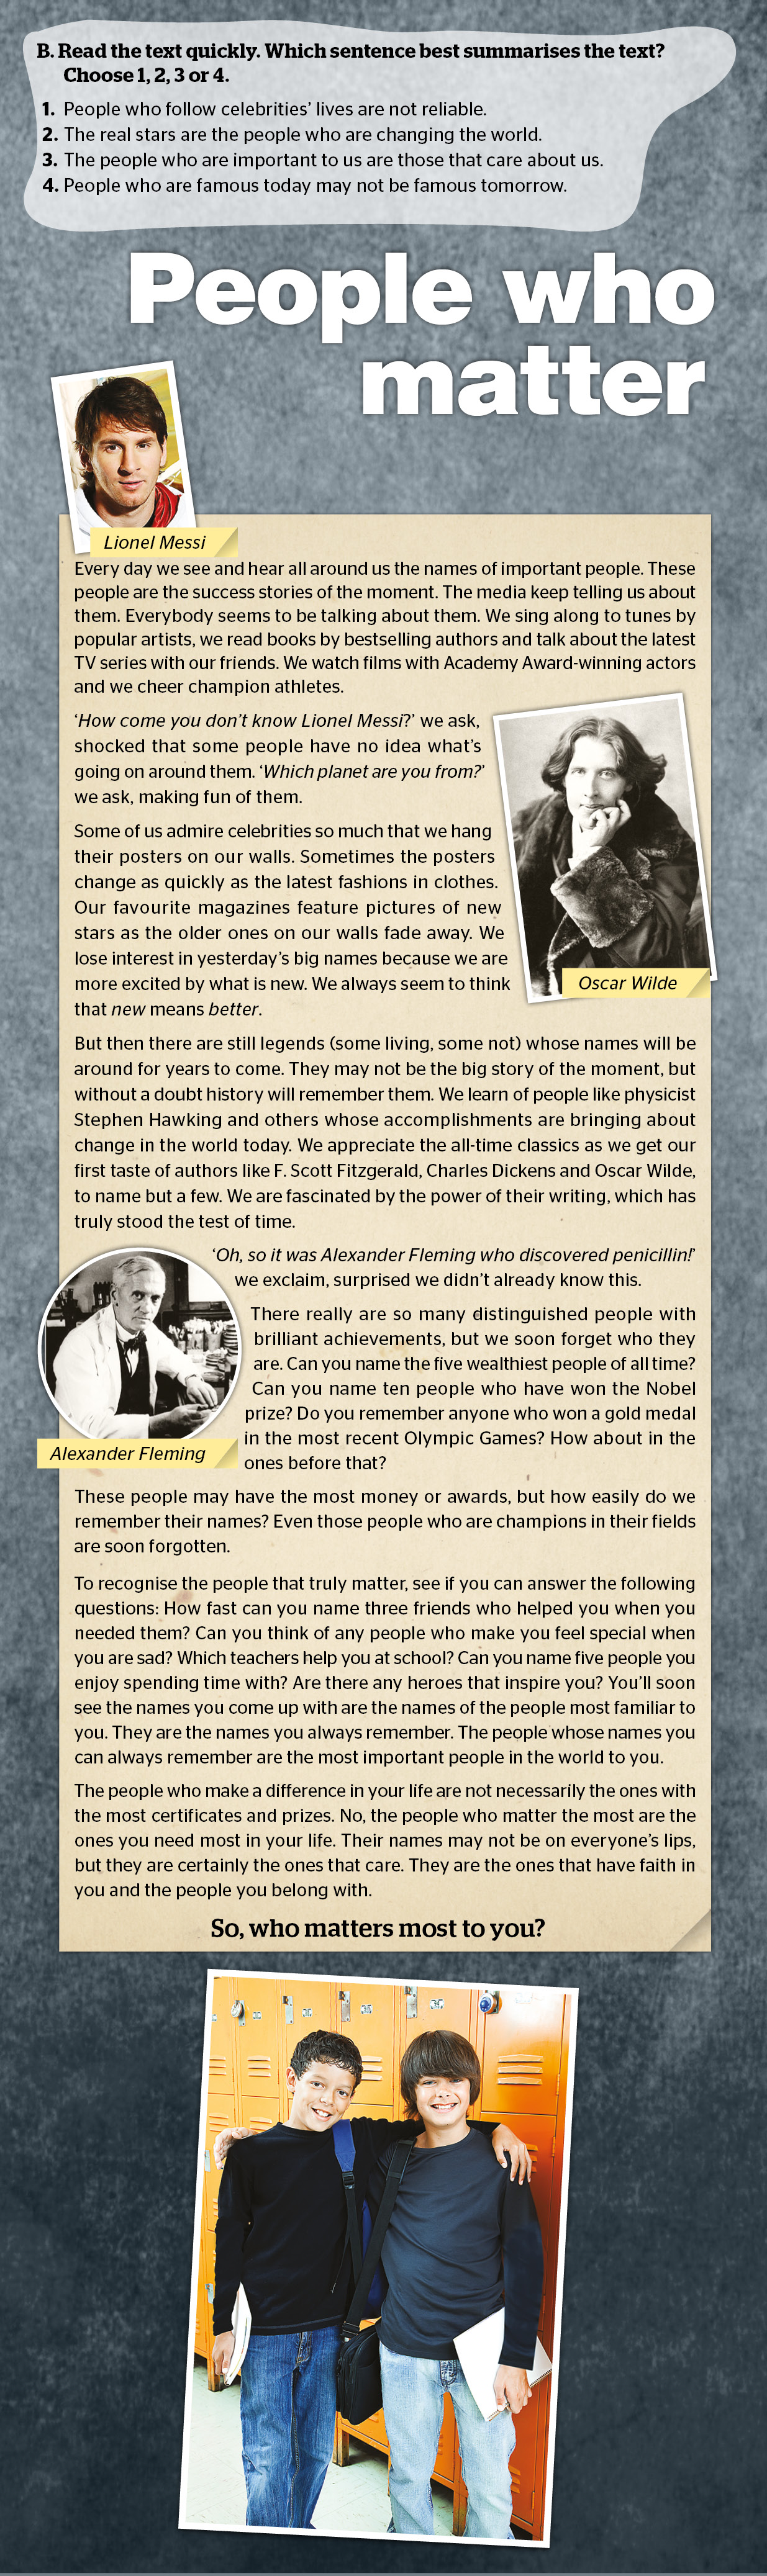 B. Read the text quickly. Which sentence best summarises the text?
Choose 1, 2, 3 or 4.
1. People who follow celebrities' lives are not reliable.
2. The real stars are the people who are changing the world.
3. The people who are important to us are those that care about us.
4. People who are famous today may not be famous tomorrow.
People who
matter
Lionel Messi
Every day we see and hear all around us the names of important people. These
people are the success stories of the moment. The media keep telling us about
them. Everybody seems to be talking about them. We sing along to tunes by
popular artists, we read books by bestselling authors and talk about the latest
TV series with our friends. We watch films with Academy Award-winning actors
and we cheer champion athletes.
'How come you don't know Lionel Messi?' we ask,
shocked that some people have no idea what's
going on around them. 'Which planet are you from?'
we ask, making fun of them.
Some of us admire celebrities so much that we hang
their posters on our walls. Sometimes the posters
change as quickly as the latest fashions in clothes.
Our favourite magazines feature pictures of new
stars as the older ones on our walls fade away. We
lose interest in yesterday's big names because we are
more excited by what is new. We always seem to think
that new means better.
Oscar Wilde
But then there are still legends (some living, some not) whose names will be
around for years to come. They may not be the big story of the moment, but
without a doubt history will remember them. We learn of people like physicist
Stephen Hawking and others whose accomplishments are bringing about
change in the world today. We appreciate the all-time classics as we get our
first taste of authors like F. Scott Fitzgerald, Charles Dickens and Oscar Wilde,
to name but a few. We are fascinated by the power of their writing, which has
truly stood the test of time.
'Oh, so it was Alexander Fleming who discovered penicillin!'
we exclaim, surprised we didn't already know this.
There really are so many distinguished people with
brilliant achievements, but we soon forget who they
are. Can you name the five wealthiest people of all time?
Can you name ten people who have won the Nobel
prize? Do you remember anyone who won a gold medal
in the most recent Olympic Games? How about in the
ones before that?
Alexander Fleming
These people may have the most money or awards, but how easily do we
remember their names? Even those people who are champions in their fields
are soon forgotten.
To recognise the people that truly matter, see if you can answer the following
questions: How fast can you name three friends who helped you when you
needed them? Can you think of any people who make you feel special when
you are sad? Which teachers help you at school? Can you name five people you
enjoy spending time with? Are there any heroes that inspire you? You'll soon
see the names you come up with are the names of the people most familiar to
you. They are the names you always remember. The people whose names you
can always remember are the most important people in the world to you.
The people who make a difference in your life are not necessarily the ones with
the most certificates and prizes. No, the people who matter the most are the
ones you need most in your life. Their names may not be on everyone's lips,
but they are certainly the ones that care. They are the ones that have faith in
you and the people you belong with.
So, who matters most to you?